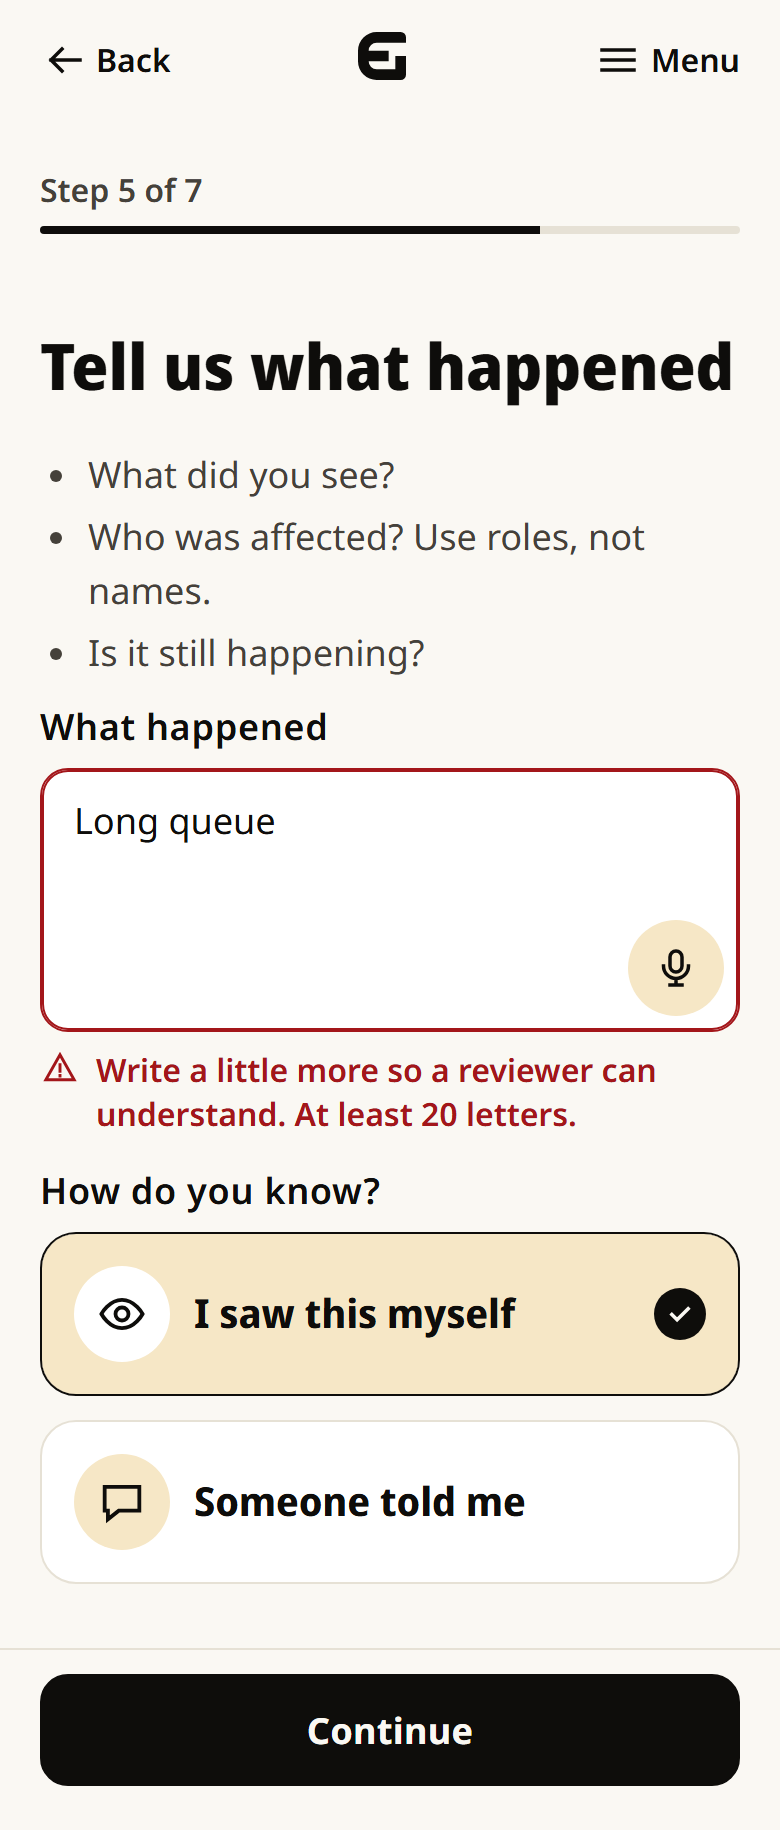 Back
Menu
Step 5 of 7
Tell us what happened
What did you see?
Who was affected? Use roles, not
names.
Is it still happening?
What happened
Long queue
Write a little more so a reviewer can
understand. At least 20 letters.
How do you know?
I saw this myself
Someone told me
Continue